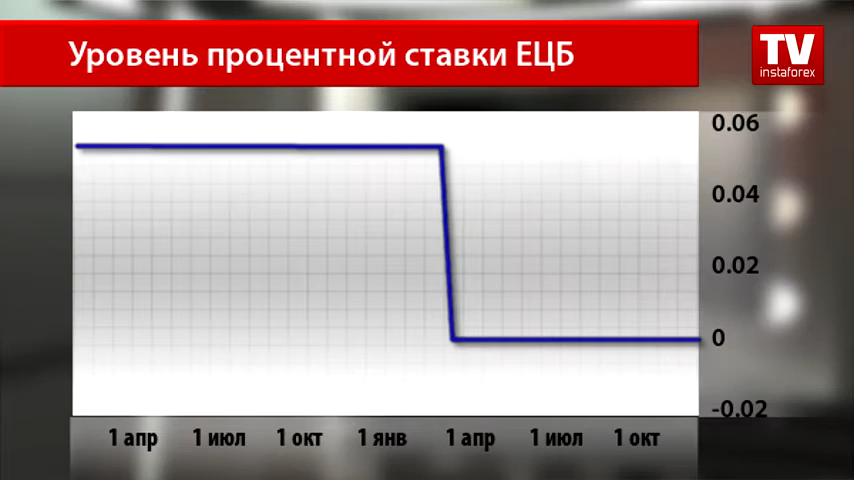 Уровень процентной ставки ЕЦБ
TV
instaforex
0.06
0.04
0.02
0
-0.02
1 апр 1 июл 1 окт 1 янв 1 апр 1 июл 1 окт